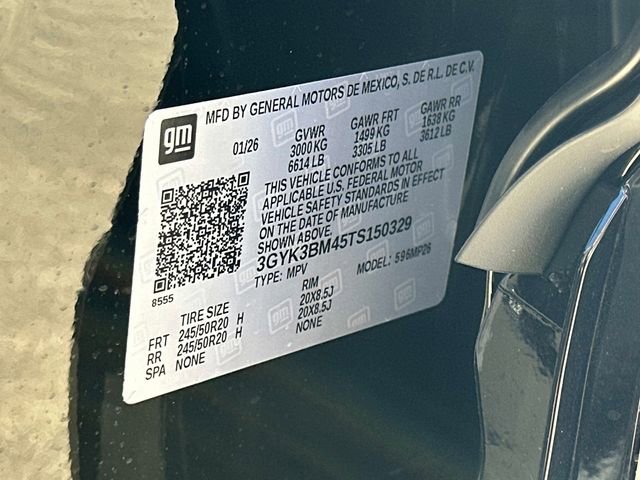 MFD BY GENERAL MOTORS DE MEXICO, S. DE R.L. DE C.V.
gm
01/26 GVWR GAWR FRT GAWR RR
3000 KG 1499 KG 1638 KG
6614 LB 3305 LB 3612 LB
THIS VEHICLE CONFORMS TO ALL
APPLICABLE U.S. FEDERAL MOTOR
VEHICLE SAFETY STANDARDS IN EFFECT
ON THE DATE OF MANUFACTURE
SHOWN ABOVE.
3GYK3BM45TS150329
TYPE: MPV MODEL: 596MP26
8555
TIRE SIZE RIM
FRT 245/50R20 H 20X8.5J
RR 245/50R20 H 20X8.5J
SPA NONE NONE